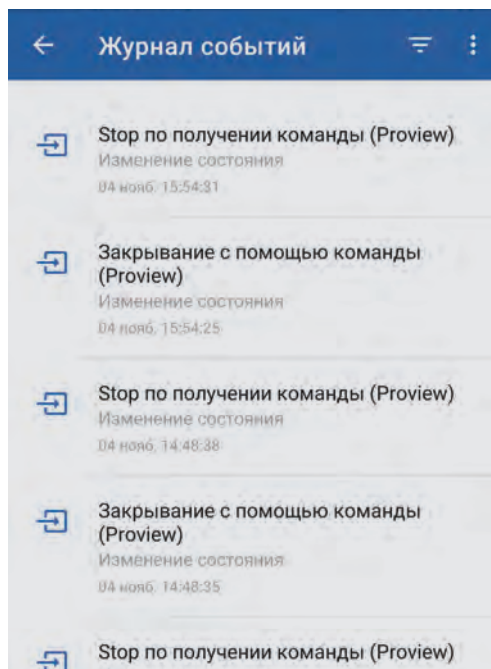 Журнал событий
Stop по получении команды (Proview)
Изменение состояния
04 нояб, 15:54:31
Закрывание с помощью команды
(Proview)
Изменение состояния
04 нояб, 15:54:25
Stop по получении команды (Proview)
Изменение состояния
04 нояб, 14:48:38
Закрывание с помощью команды
(Proview)
Изменение состояния
04 нояб, 14:48:35
Stop по получении команды (Proview)